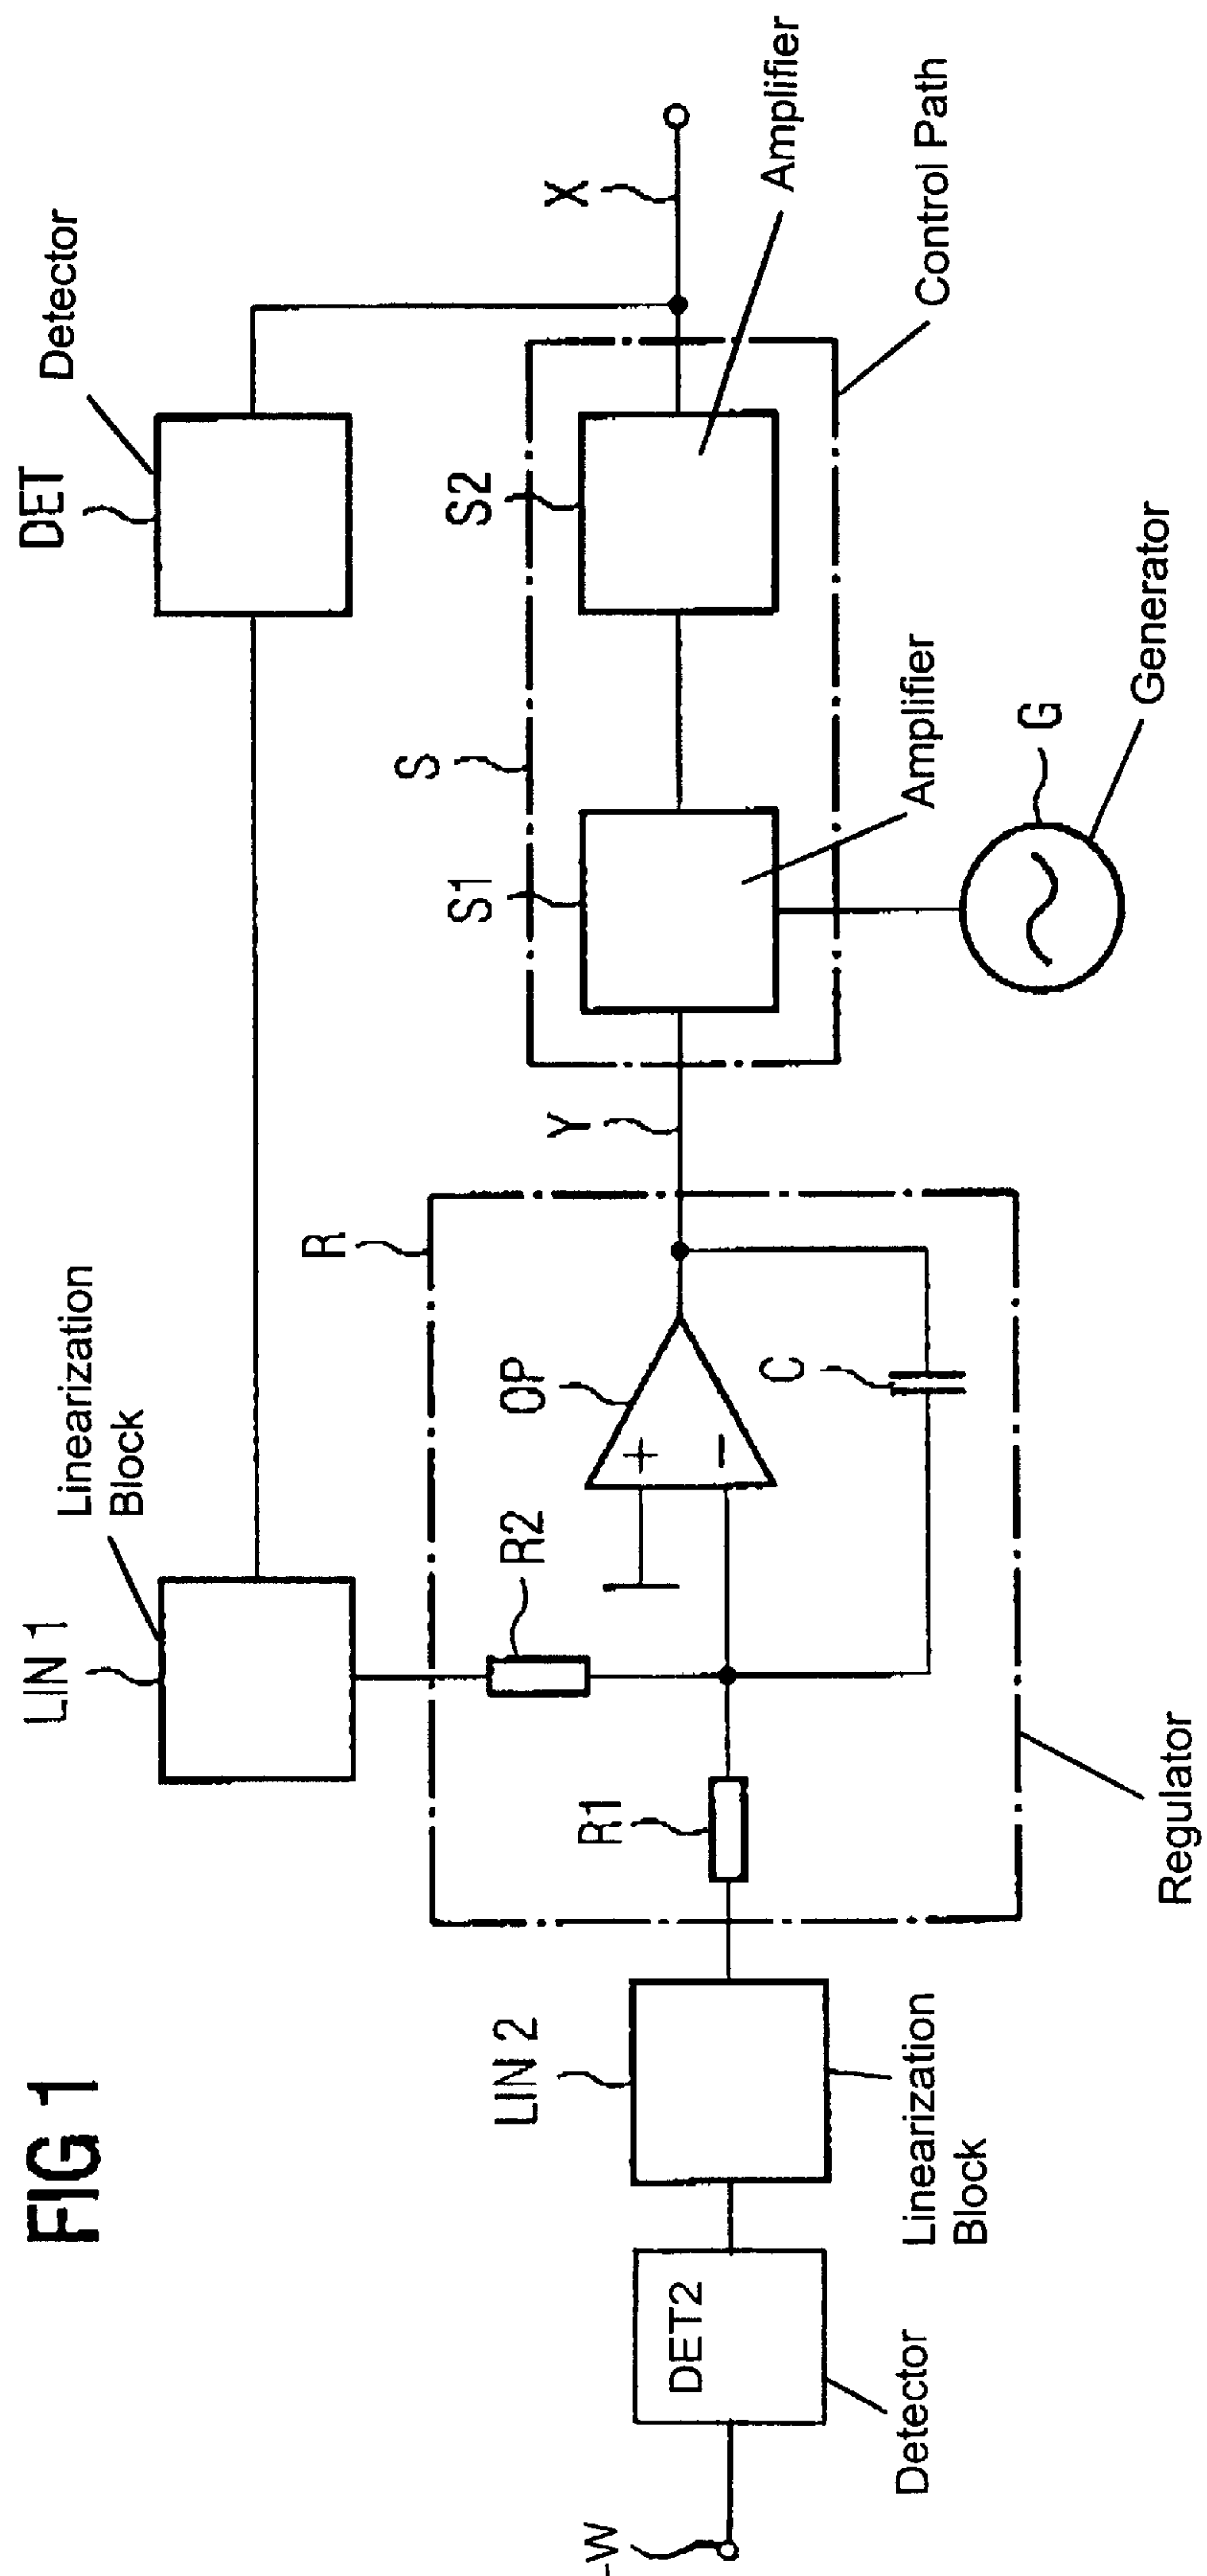 FIG 1
LIN 1
Linearization
Block
DET
Detector
R
R2
OP
+
−
C
R1
Regulator
Y
S
S1
Amplifier
S2
Amplifier
X
Control Path
G
Generator
LIN 2
Linearization
Block
DET2
Detector
-W